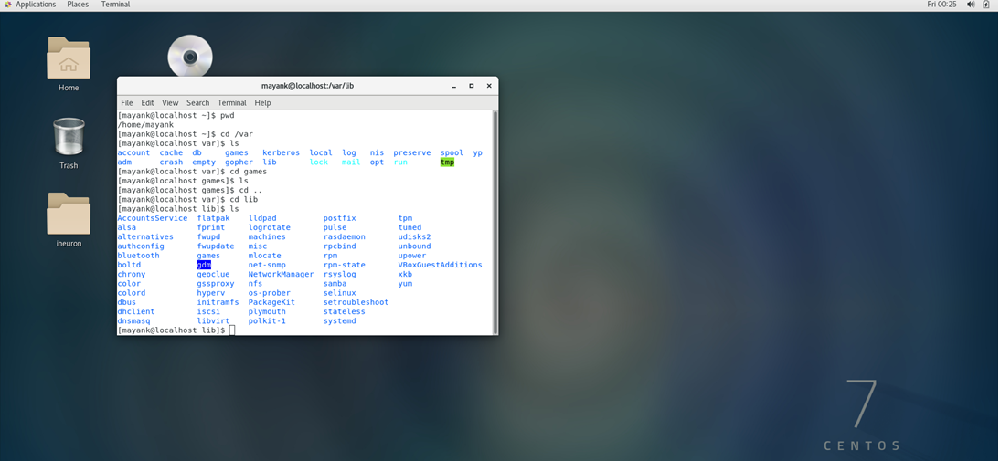 Applications Places Terminal Fri 00:25
Home
Trash
ineuron
mayank@localhost:/var/lib
File Edit View Search Terminal Help
[mayank@localhost ~]$ pwd
/home/mayank
[mayank@localhost ~]$ cd /var
[mayank@localhost var]$ ls
account cache db games kerberos local log nis preserve spool yp
adm crash empty gopher lib lock mail opt run tmp
[mayank@localhost var]$ cd games
[mayank@localhost games]$ ls
[mayank@localhost games]$ cd ..
[mayank@localhost var]$ cd lib
[mayank@localhost lib]$ ls
AccountsService flatpak lldpad postfix tpm
alsa fprint logrotate pulse tuned
alternatives fwupd machines rasdaemon udisks2
authconfig fwupdate misc rpcbind unbound
bluetooth games mlocate rpm upower
boltd gdm net-snmp rpm-state VBoxGuestAdditions
chrony geoclue NetworkManager rsyslog xkb
color gssproxy nfs samba yum
colord hyperv os-prober selinux
dbus initramfs PackageKit setroubleshoot
dhclient iscsi plymouth stateless
dnsmasq libvirt polkit-1 systemd
[mayank@localhost lib]$
7
CENTOS